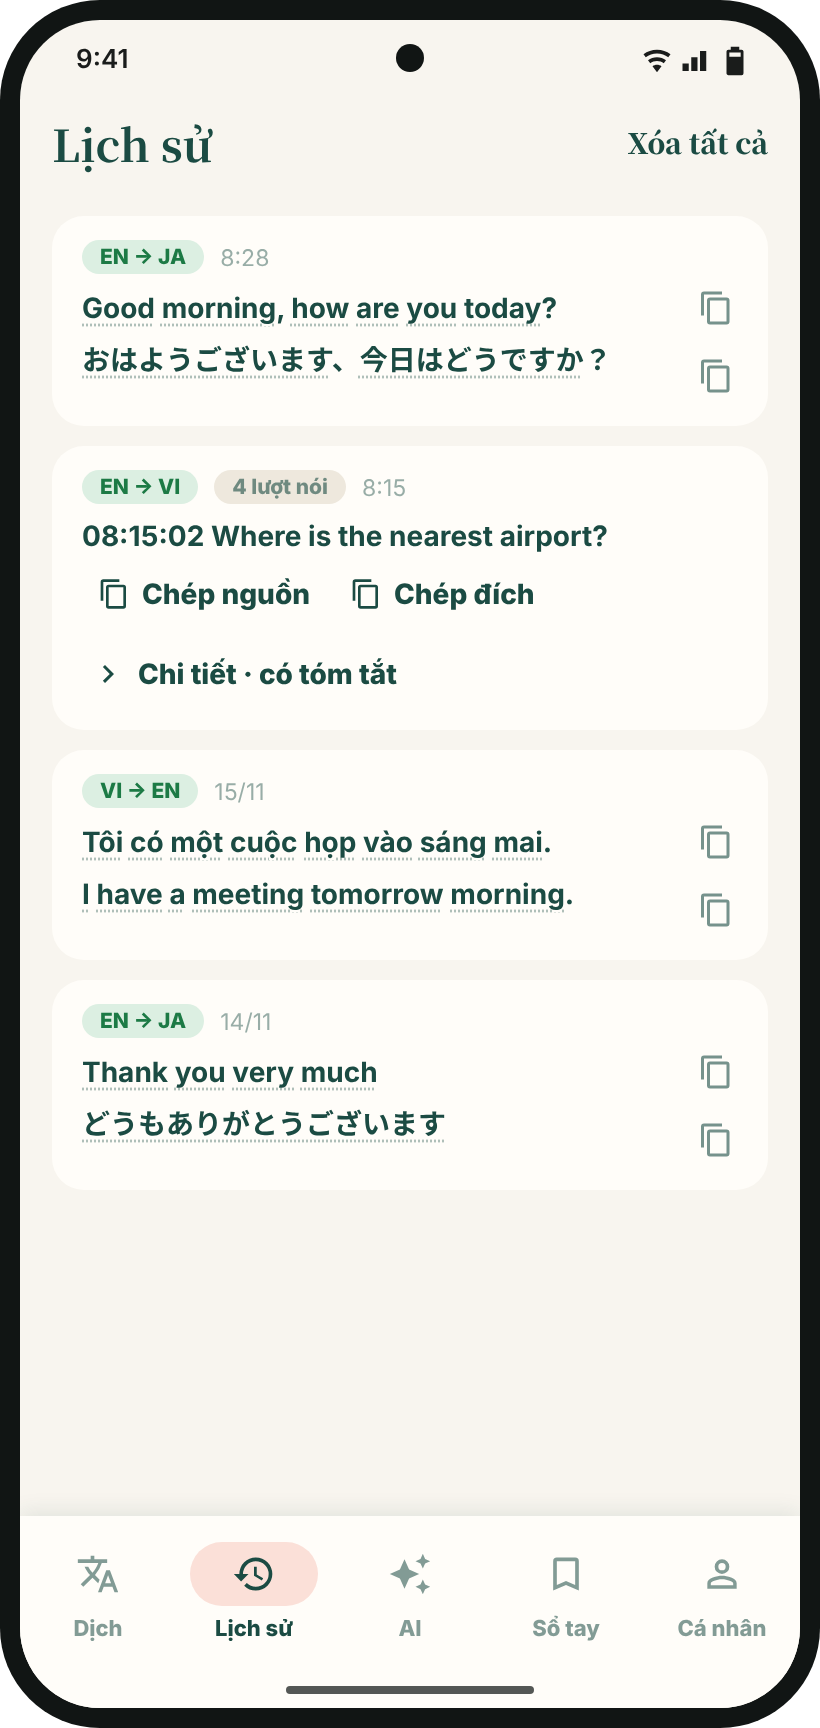 9:41
Lịch sử
Xóa tất cả
EN → JA 8:28
Good morning, how are you today?
おはようございます、今日はどうですか？
EN → VI 4 lượt nói 8:15
08:15:02 Where is the nearest airport?
Chép nguồn Chép đích
Chi tiết · có tóm tắt
VI → EN 15/11
Tôi có một cuộc họp vào sáng mai.
I have a meeting tomorrow morning.
EN → JA 14/11
Thank you very much
どうもありがとうございます
Dịch Lịch sử AI Sổ tay Cá nhân